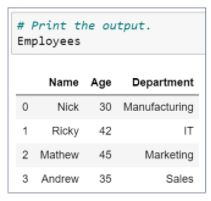 # Print the output.
Employees
Name Age Department
0 Nick 30 Manufacturing
1 Ricky 42 IT
2 Mathew 45 Marketing
3 Andrew 35 Sales